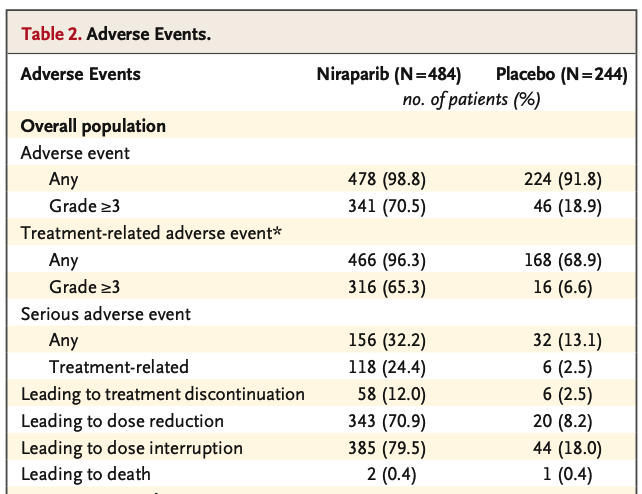 Table 2. Adverse Events.
Adverse Events Niraparib (N=484) Placebo (N=244)
no. of patients (%)
Overall population
Adverse event
Any 478 (98.8) 224 (91.8)
Grade ≥3 341 (70.5) 46 (18.9)
Treatment-related adverse event*
Any 466 (96.3) 168 (68.9)
Grade ≥3 316 (65.3) 16 (6.6)
Serious adverse event
Any 156 (32.2) 32 (13.1)
Treatment-related 118 (24.4) 6 (2.5)
Leading to treatment discontinuation 58 (12.0) 6 (2.5)
Leading to dose reduction 343 (70.9) 20 (8.2)
Leading to dose interruption 385 (79.5) 44 (18.0)
Leading to death 2 (0.4) 1 (0.4)